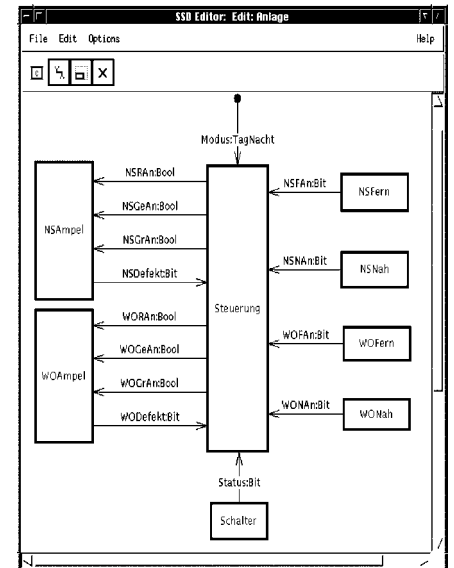 SSD Editor: Edit: Anlage
File Edit Options Help
Modus:TagNacht
NSRAn:Bool
NSGeAn:Bool
NSGrAn:Bool
NSDefekt:Bit
NSAmpel
WORAn:Bool
WOGeAn:Bool
WOGrAn:Bool
WODefekt:Bit
WOAmpel
Steuerung
NSFAn:Bit
NSFern
NSNAn:Bit
NSNah
WOFAn:Bit
WOFern
WONAn:Bit
WONah
Status:Bit
Schalter